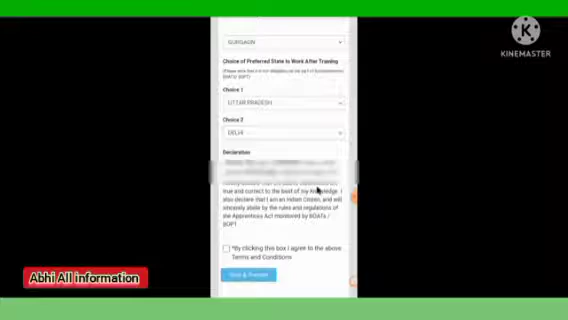 KINEMASTER
GURGAON
Choice of Preferred State to Work After Training
Choice 1
UTTAR PRADESH
Choice 2
DELHI
Declaration
true and correct to the best of my knowledge. I
also declare that I am an Indian Citizen, and will
sincerely abide by the rules and regulations of
the Apprentices Act monitored by BOATs /
BOPT
*By clicking this box I agree to the above
Terms and Conditions
Save & Preview
Abhi All information